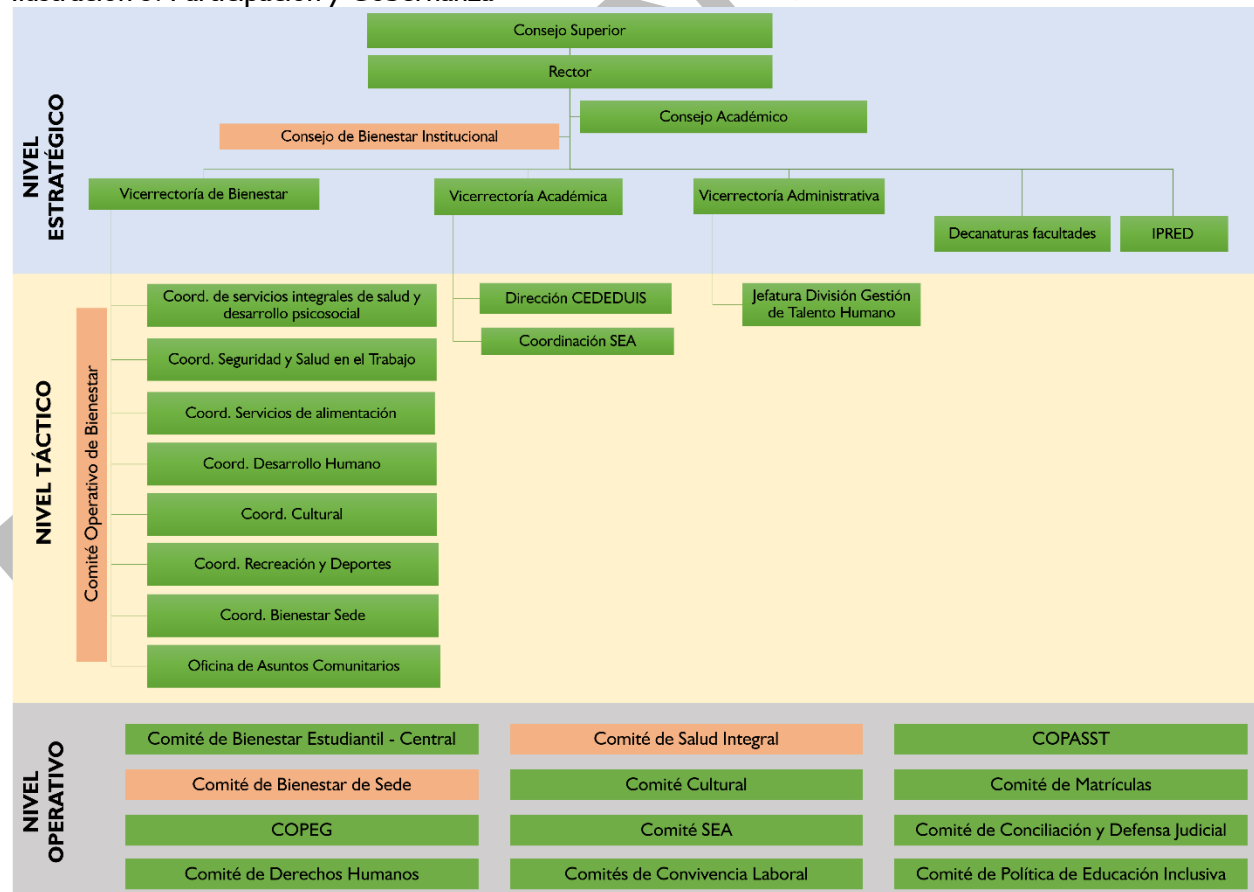 Ilustración 3. Participación y Gobernanza
Consejo Superior
Rector
Consejo Académico
Consejo de Bienestar Institucional
NIVEL
ESTRATÉGICO
Vicerrectoría de Bienestar
Vicerrectoría Académica
Vicerrectoría Administrativa
Decanaturas facultades
IPRED
NIVEL TÁCTICO
Comité Operativo de Bienestar
Coord. de servicios integrales de salud y
desarrollo psicosocial
Coord. Seguridad y Salud en el Trabajo
Coord. Servicios de alimentación
Coord. Desarrollo Humano
Coord. Cultural
Coord. Recreación y Deportes
Coord. Bienestar Sede
Oficina de Asuntos Comunitarios
Dirección CEDEDUIS
Coordinación SEA
Jefatura División Gestión
de Talento Humano
NIVEL
OPERATIVO
Comité de Bienestar Estudiantil - Central
Comité de Salud Integral
COPASST
Comité de Bienestar de Sede
Comité Cultural
Comité de Matrículas
COPEG
Comité SEA
Comité de Conciliación y Defensa Judicial
Comité de Derechos Humanos
Comités de Convivencia Laboral
Comité de Política de Educación Inclusiva